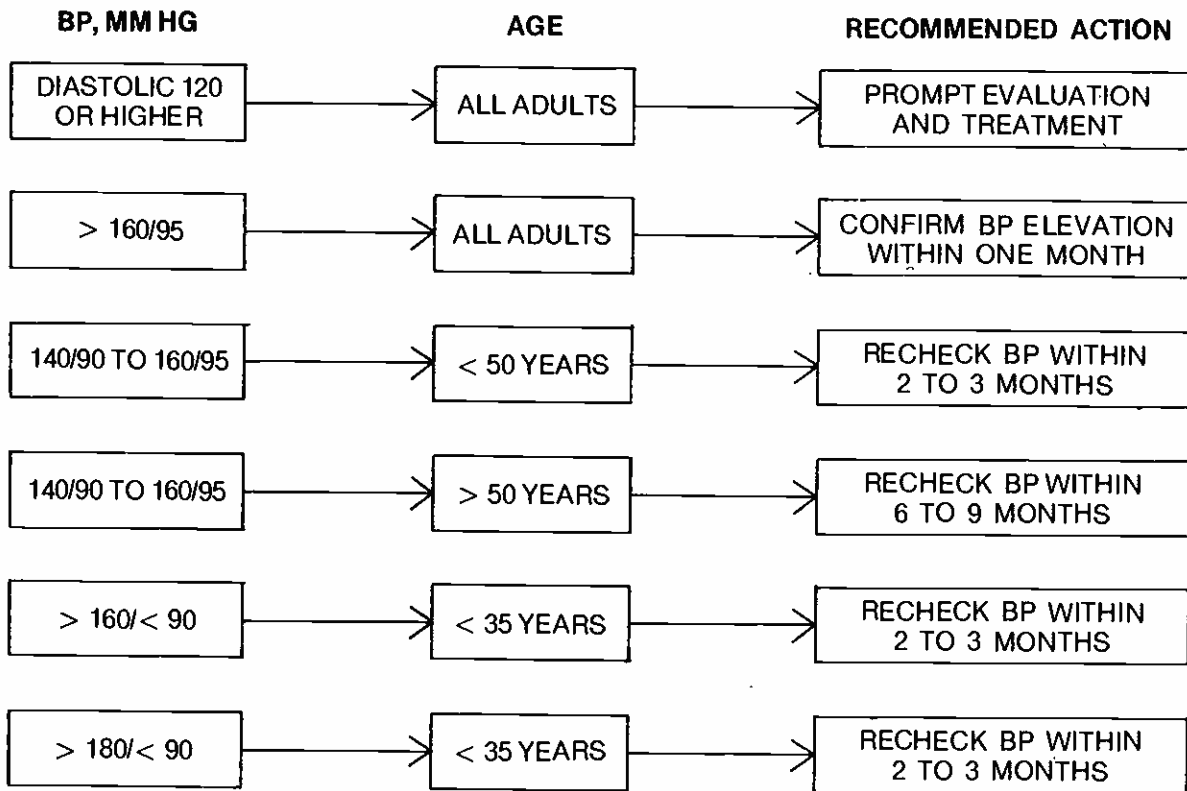 BP, MM HG AGE RECOMMENDED ACTION
DIASTOLIC 120
OR HIGHER
ALL ADULTS
PROMPT EVALUATION
AND TREATMENT
> 160/95
ALL ADULTS
CONFIRM BP ELEVATION
WITHIN ONE MONTH
140/90 TO 160/95
< 50 YEARS
RECHECK BP WITHIN
2 TO 3 MONTHS
140/90 TO 160/95
> 50 YEARS
RECHECK BP WITHIN
6 TO 9 MONTHS
> 160/< 90
< 35 YEARS
RECHECK BP WITHIN
2 TO 3 MONTHS
> 180/< 90
< 35 YEARS
RECHECK BP WITHIN
2 TO 3 MONTHS